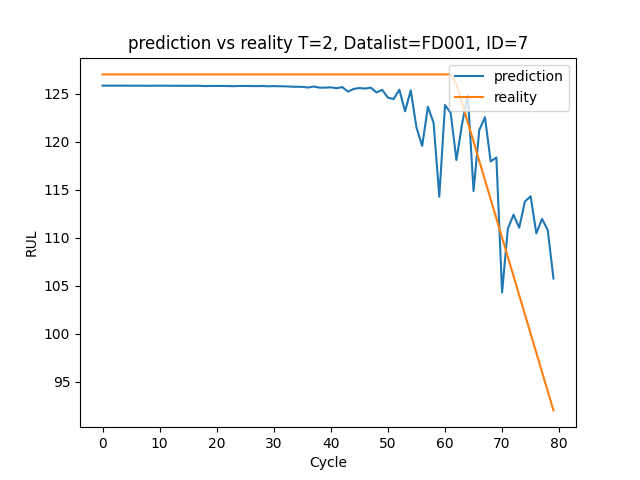 prediction vs reality T=2, Datalist=FD001, ID=7
prediction
reality
RUL
125
120
115
110
105
100
95
0 10 20 30 40 50 60 70 80
Cycle